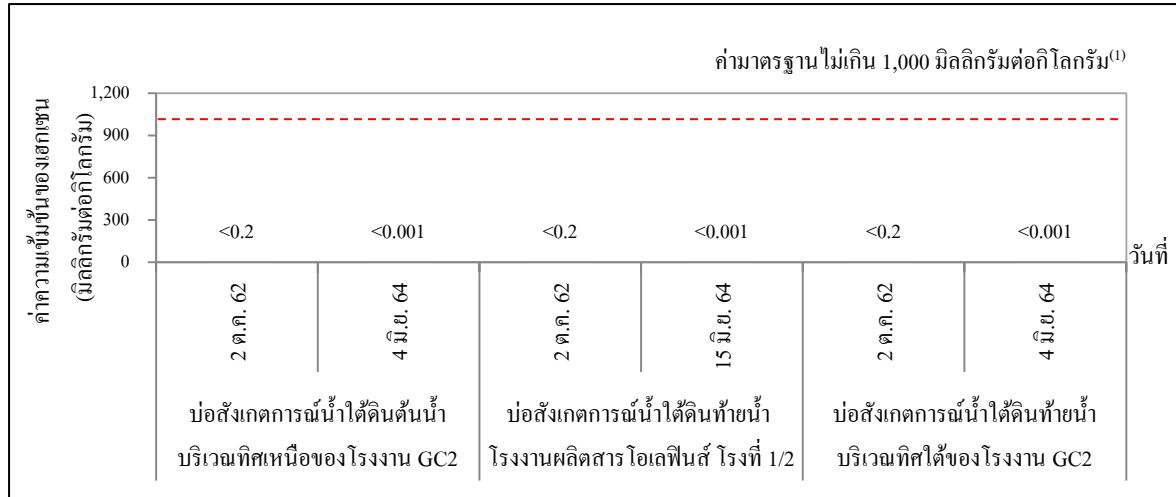 ค่ามาตรฐานไม่เกิน 1,000 มิลลิกรัมต่อกิโลกรัม(1)
ค่าความเข้มข้นของเฮกเซน
(มิลลิกรัมต่อกิโลกรัม)
1,200
900
600
300
0
<0.2
<0.001
<0.2
<0.001
<0.2
<0.001
วันที่
2 ต.ค. 62
4 มิ.ย. 64
2 ต.ค. 62
15 มิ.ย. 64
2 ต.ค. 62
4 มิ.ย. 64
บ่อสังเกตการณ์น้ำใต้ดินต้นน้ำ
บริเวณทิศเหนือของโรงงาน GC2
บ่อสังเกตการณ์น้ำใต้ดินท้ายน้ำ
โรงงานผลิตสารโอเลฟินส์ โรงที่ 1/2
บ่อสังเกตการณ์น้ำใต้ดินท้ายน้ำ
บริเวณทิศใต้ของโรงงาน GC2